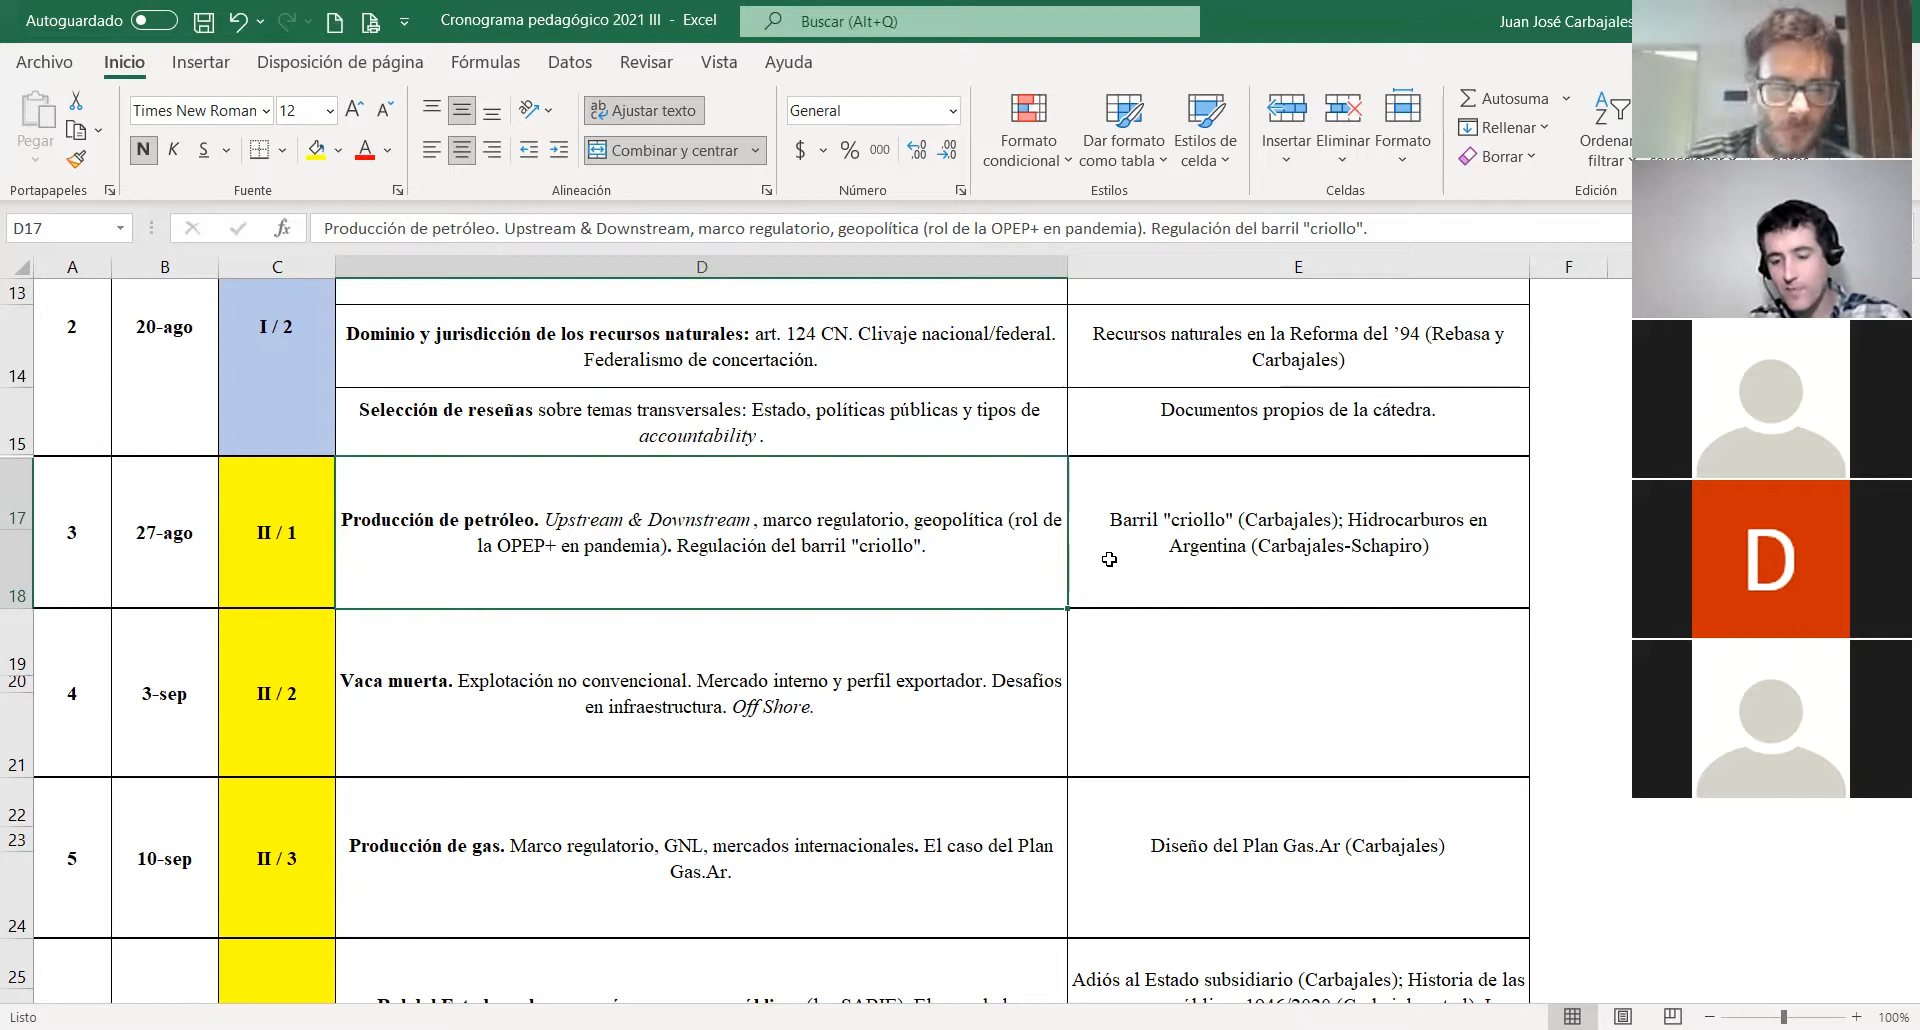 Autoguardado
Cronograma pedagógico 2021 III - Excel
Buscar (Alt+Q)
Juan José Carbajales
Archivo Inicio Insertar Disposición de página Fórmulas Datos Revisar Vista Ayuda
Pegar
Portapapeles
Times New Roman 12
N K S
Fuente
ab Ajustar texto
Combinar y centrar
Alineación
General
$ % 000
Número
Formato condicional
Dar formato como tabla
Estilos de celda
Estilos
Insertar Eliminar Formato
Celdas
Autosuma
Rellenar
Borrar
Ordenar
filtrar
Edición
D17
fx
Producción de petróleo. Upstream & Downstream, marco regulatorio, geopolítica (rol de la OPEP+ en pandemia). Regulación del barril "criollo".
A B C D E F
13
2 20-ago I / 2
Dominio y jurisdicción de los recursos naturales: art. 124 CN. Clivaje nacional/federal.
Federalismo de concertación.
Recursos naturales en la Reforma del ’94 (Rebasa y
Carbajales)
14
Selección de reseñas sobre temas transversales: Estado, políticas públicas y tipos de
accountability .
Documentos propios de la cátedra.
15
17
3 27-ago II / 1
Producción de petróleo. Upstream & Downstream , marco regulatorio, geopolítica (rol de
la OPEP+ en pandemia). Regulación del barril "criollo".
Barril "criollo" (Carbajales); Hidrocarburos en
Argentina (Carbajales-Schapiro)
18
D
19
20
4 3-sep II / 2
Vaca muerta. Explotación no convencional. Mercado interno y perfil exportador. Desafíos
en infraestructura. Off Shore.
21
22
23
5 10-sep II / 3
Producción de gas. Marco regulatorio, GNL, mercados internacionales. El caso del Plan
Gas.Ar.
Diseño del Plan Gas.Ar (Carbajales)
24
25
Adiós al Estado subsidiario (Carbajales); Historia de las
Listo
100%